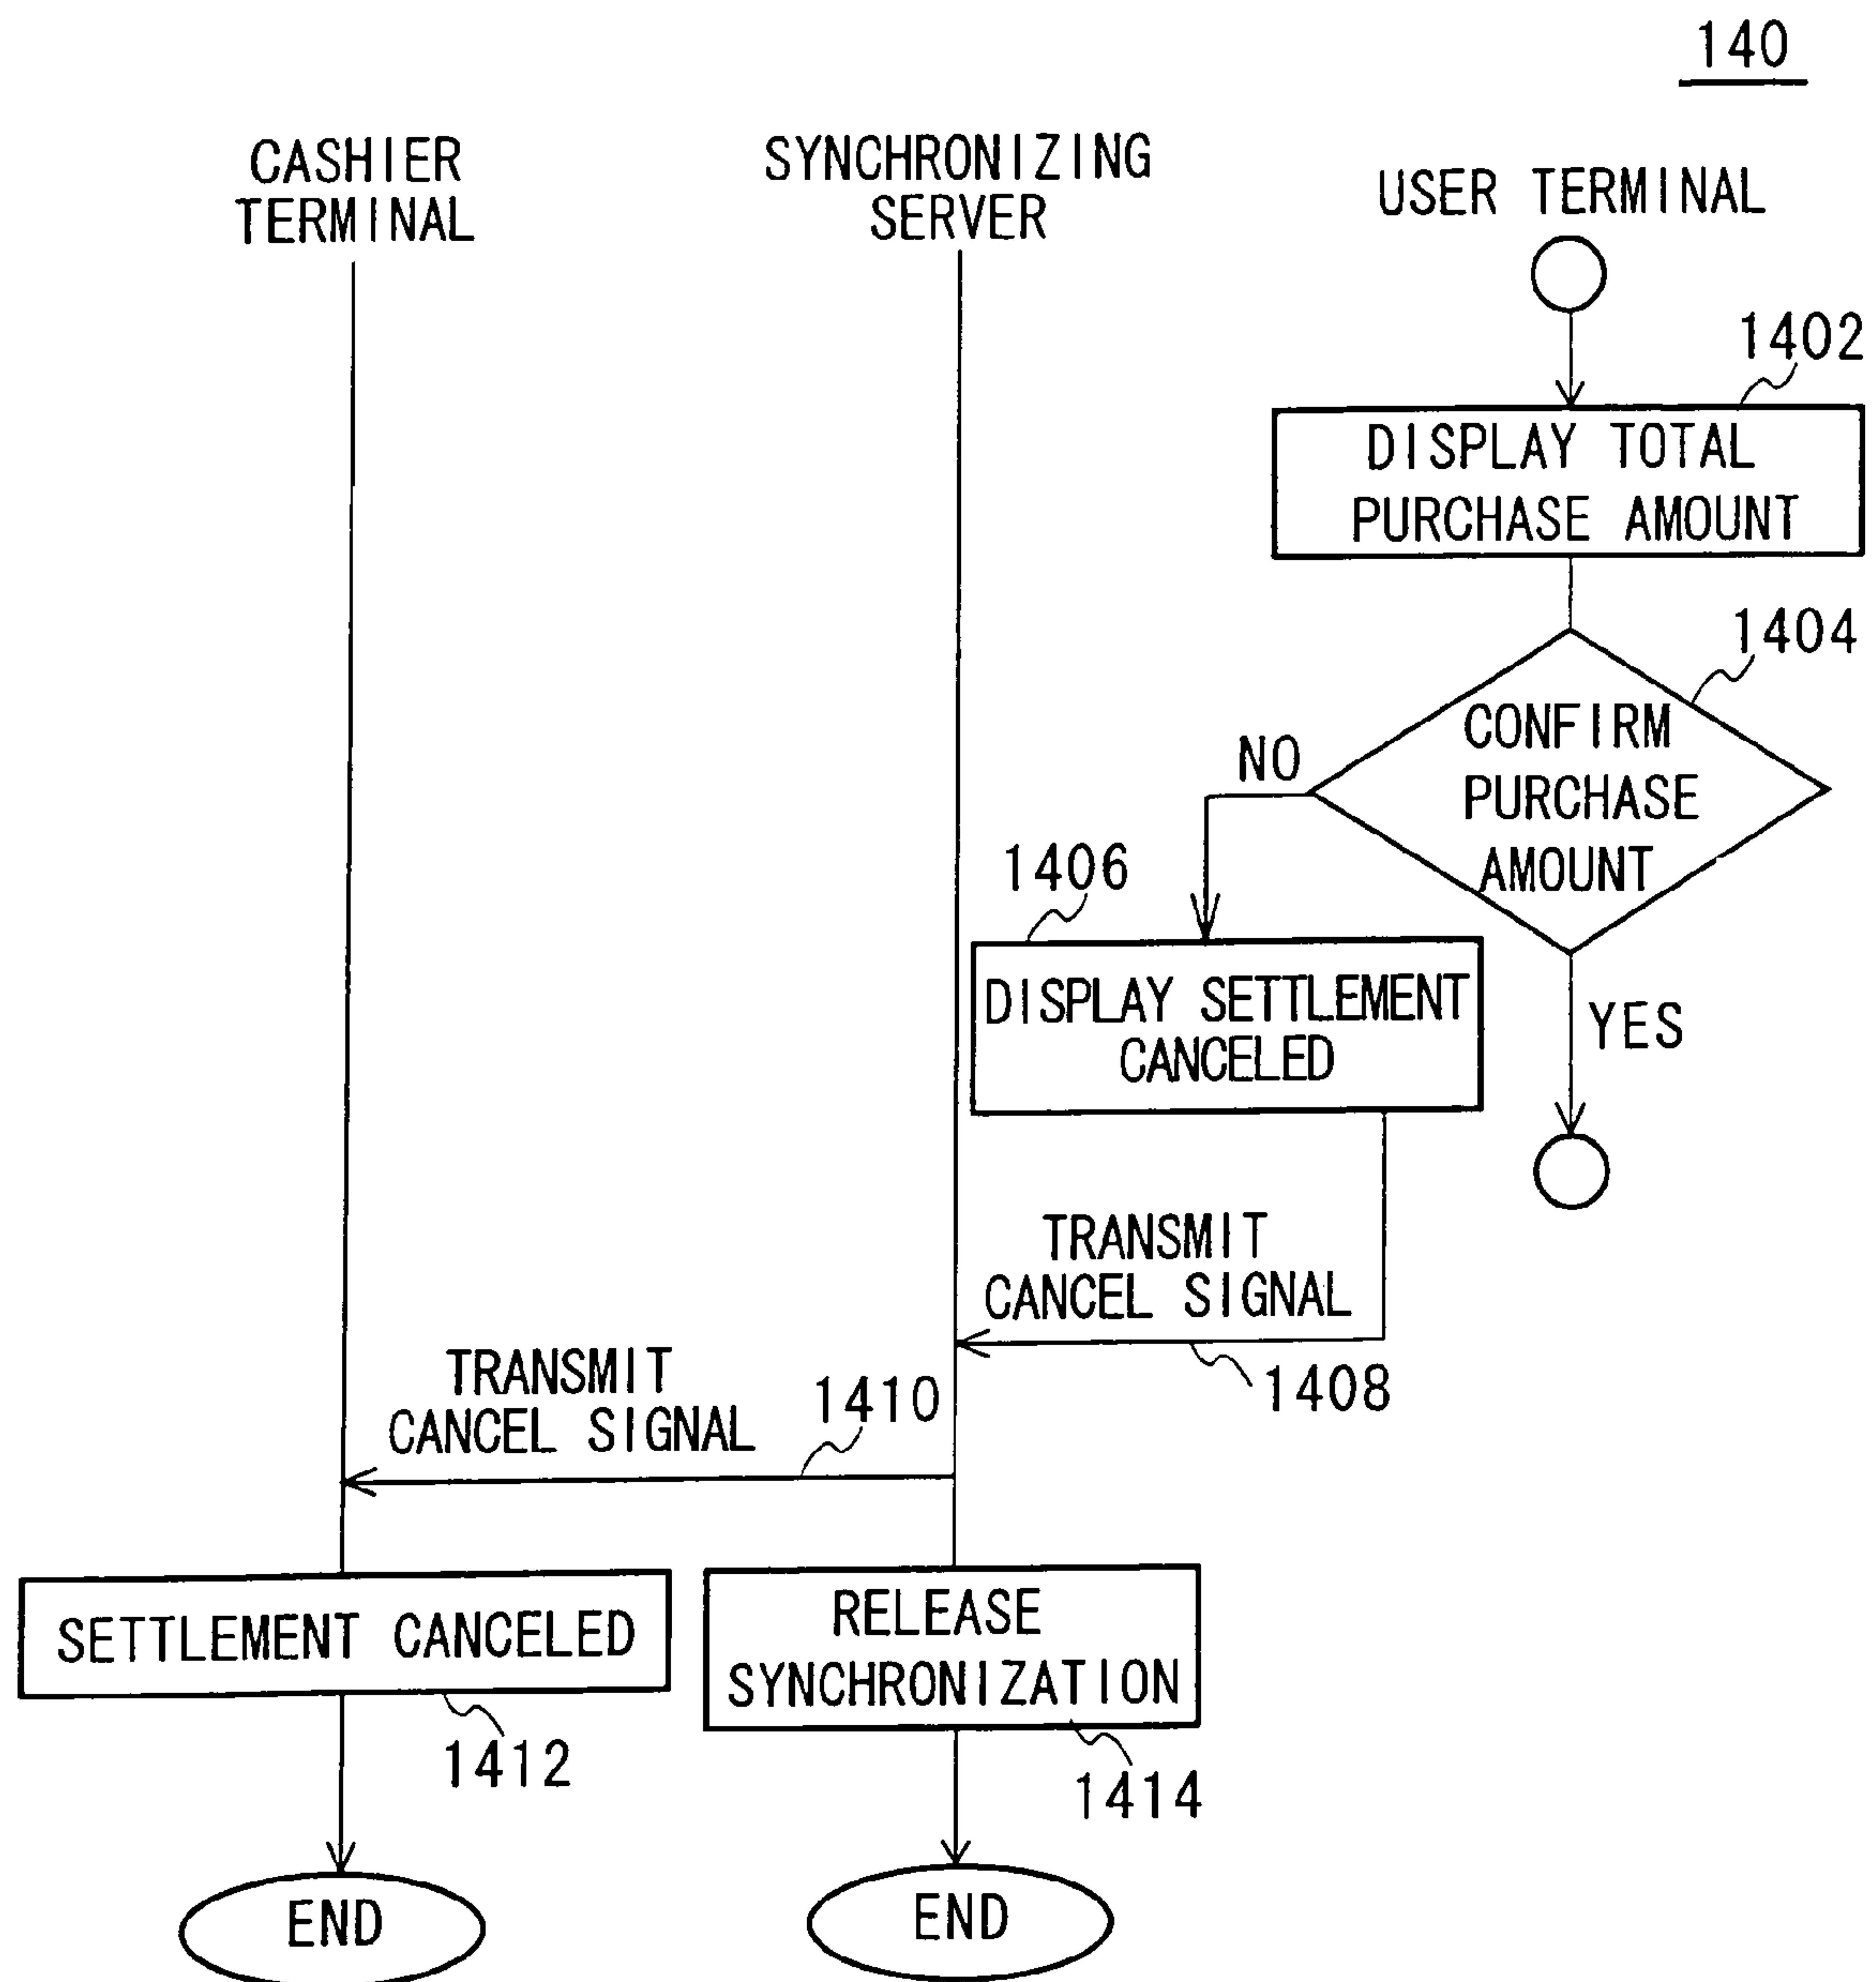 140
CASHIER
TERMINAL
SYNCHRONIZING
SERVER
USER TERMINAL
1402
DISPLAY TOTAL
PURCHASE AMOUNT
1404
CONFIRM
PURCHASE
AMOUNT
NO
1406
DISPLAY SETTLEMENT
CANCELED
YES
TRANSMIT
CANCEL SIGNAL
1408
TRANSMIT
CANCEL SIGNAL
1410
SETTLEMENT CANCELED
1412
RELEASE
SYNCHRONIZATION
1414
END
END